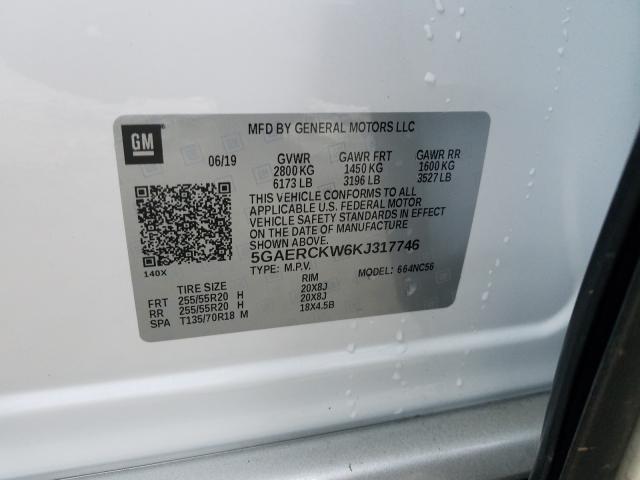 GM
MFD BY GENERAL MOTORS LLC
06/19 GVWR GAWR FRT GAWR RR
2800 KG 1450 KG 1600 KG
6173 LB 3196 LB 3527 LB
THIS VEHICLE CONFORMS TO ALL
APPLICABLE U.S. FEDERAL MOTOR
VEHICLE SAFETY STANDARDS IN EFFECT
ON THE DATE OF MANUFACTURE
SHOWN ABOVE.
5GAERCKW6KJ317746
140X
TYPE: M.P.V. MODEL: 664NC56
TIRE SIZE RIM
FRT 255/55R20 H 20X8J
RR 255/55R20 H 20X8J
SPA T135/70R18 M 18X4.5B